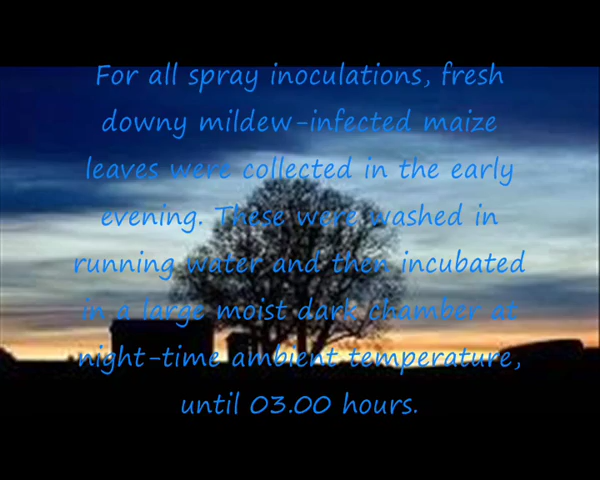 For all spray inoculations, fresh
downy mildew-infected maize
leaves were collected in the early
evening. These were washed in
running water and then incubated
in a large moist dark chamber at
night-time ambient temperature,
until 03.00 hours.